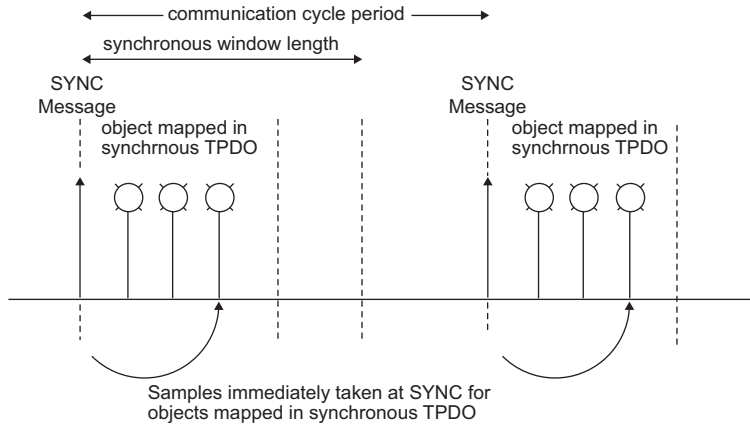 communication cycle period
synchronous window length
SYNC
Message
object mapped in
synchrnous TPDO
SYNC
Message
object mapped in
synchrnous TPDO
Samples immediately taken at SYNC for
objects mapped in synchronous TPDO